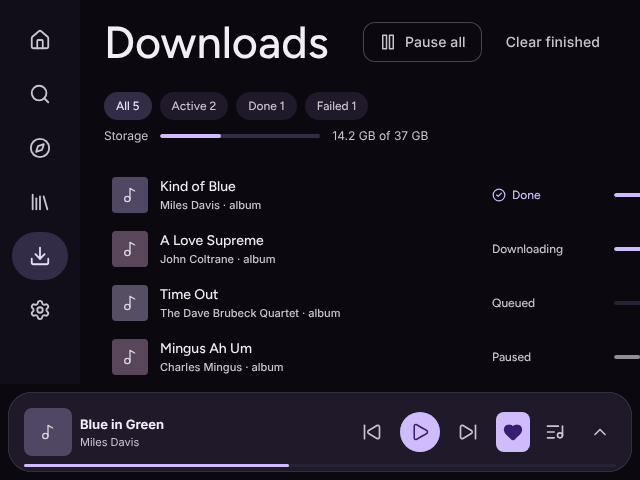 Downloads
Pause all
Clear finished
All 5
Active 2
Done 1
Failed 1
Storage
14.2 GB of 37 GB
Kind of Blue
Miles Davis · album
Done
A Love Supreme
John Coltrane · album
Downloading
Time Out
The Dave Brubeck Quartet · album
Queued
Mingus Ah Um
Charles Mingus · album
Paused
Blue in Green
Miles Davis